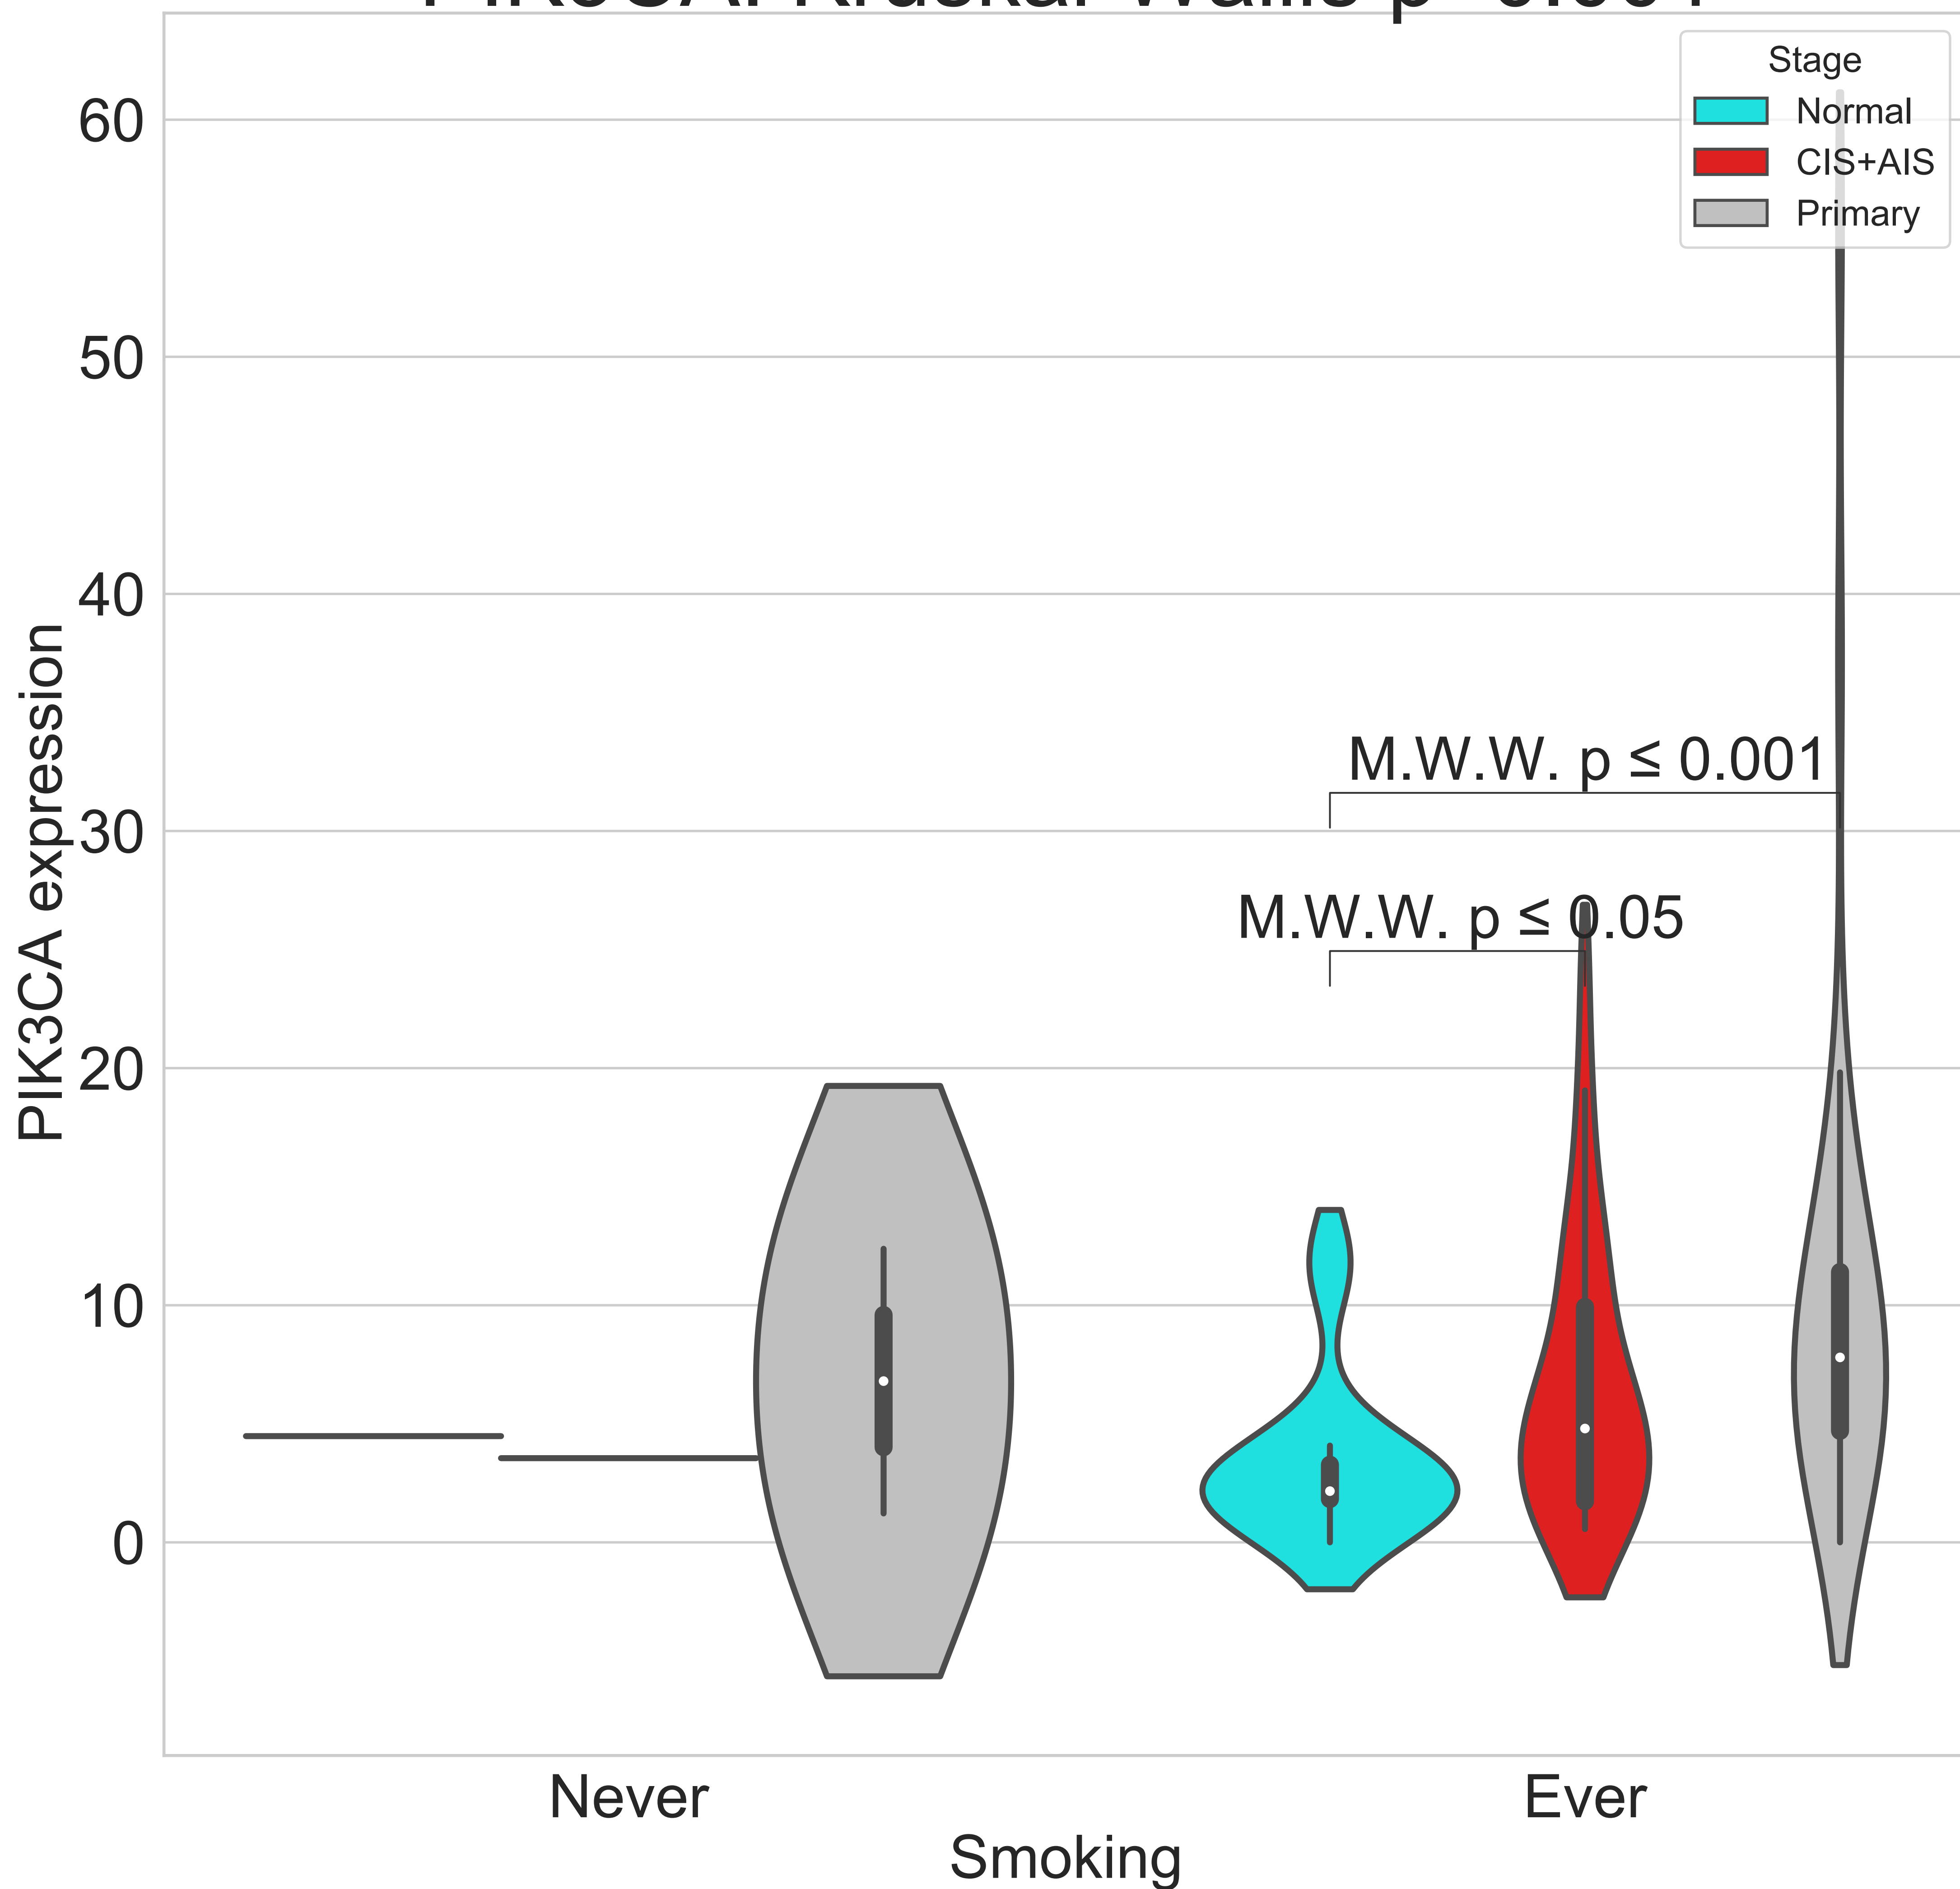 Stage
Normal
CIS+AIS
Primary
60
50
40
30
20
10
0
PIK3CA expression
M.W.W. p ≤ 0.001
M.W.W. p ≤ 0.05
Never
Ever
Smoking